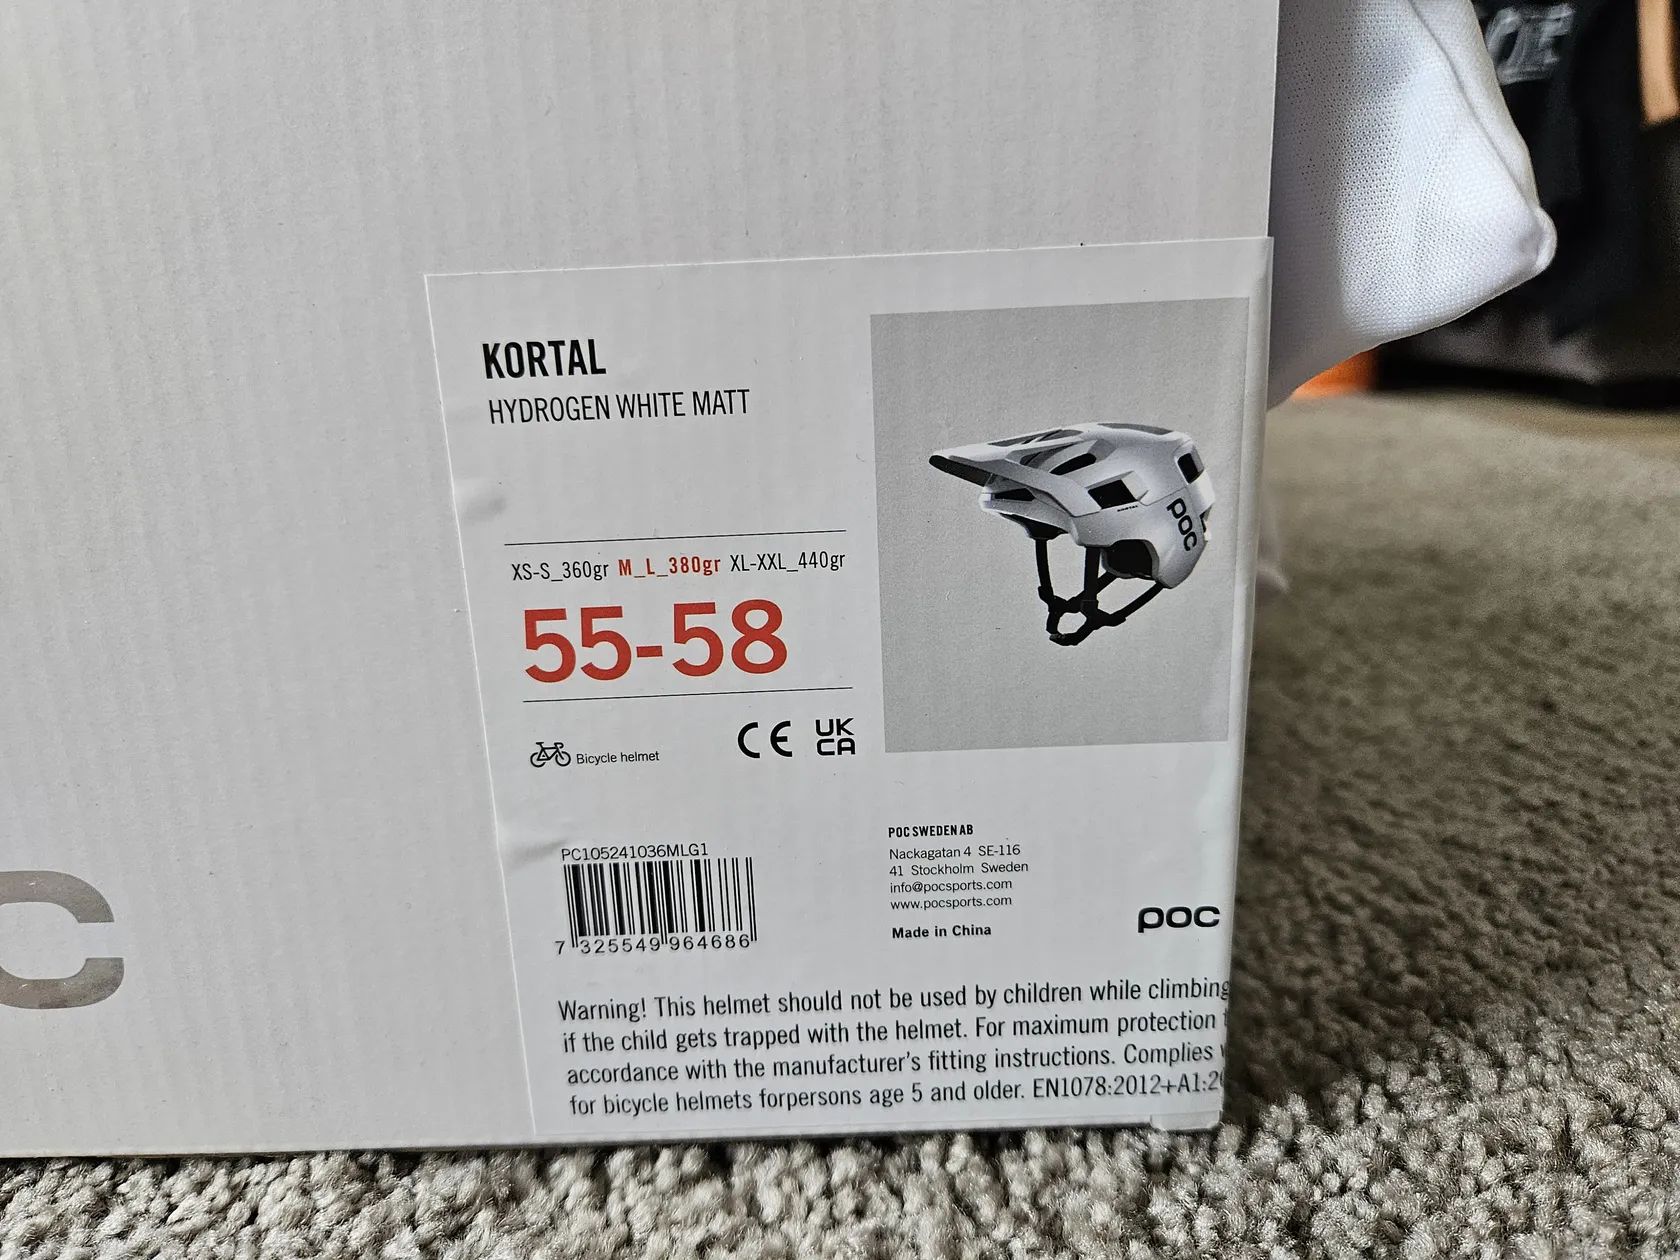 KORTAL
HYDROGEN WHITE MATT
XS-S_360gr M_L_380gr XL-XXL_440gr
55-58
Bicycle helmet
CE UK
CA
PC105241036MLG1
7 325549 964686
poc
POC SWEDEN AB
Nackagatan 4 SE-116
41 Stockholm Sweden
info@pocsports.com
www.pocsports.com
Made in China
poc
Warning! This helmet should not be used by children while climbing
if the child gets trapped with the helmet. For maximum protection
accordance with the manufacturer's fitting instructions. Complies
for bicycle helmets forpersons age 5 and older. EN1078:2012+A1:2
C